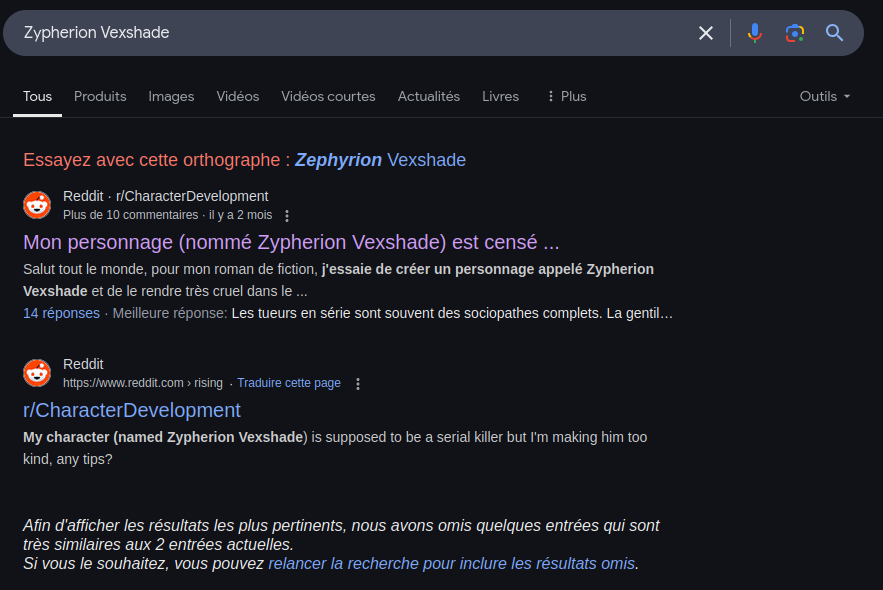 Zypherion Vexshade
Tous Produits Images Vidéos Vidéos courtes Actualités Livres Plus Outils
Essayez avec cette orthographe : Zephyrion Vexshade
Reddit · r/CharacterDevelopment
Plus de 10 commentaires · il y a 2 mois
Mon personnage (nommé Zypherion Vexshade) est censé ...
Salut tout le monde, pour mon roman de fiction, j'essaie de créer un personnage appelé Zypherion
Vexshade et de le rendre très cruel dans le ...
14 réponses · Meilleure réponse: Les tueurs en série sont souvent des sociopathes complets. La gentil…
Reddit
https://www.reddit.com › rising · Traduire cette page
r/CharacterDevelopment
My character (named Zypherion Vexshade) is supposed to be a serial killer but I'm making him too
kind, any tips?
Afin d'afficher les résultats les plus pertinents, nous avons omis quelques entrées qui sont
très similaires aux 2 entrées actuelles.
Si vous le souhaitez, vous pouvez relancer la recherche pour inclure les résultats omis.